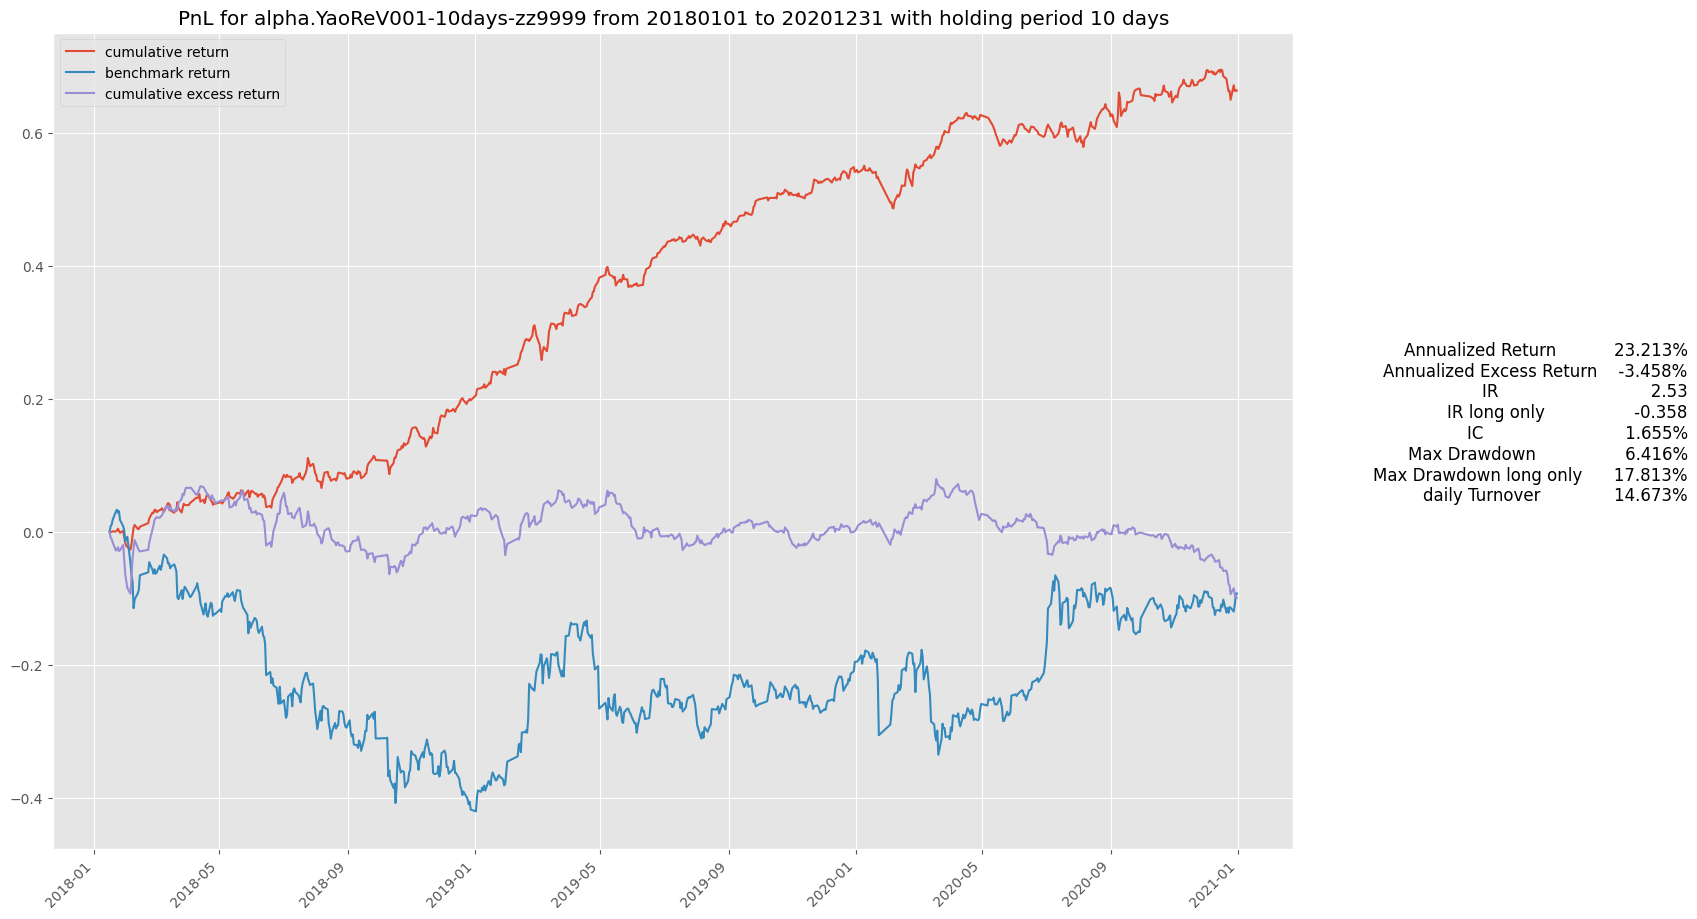 PnL for alpha.YaoReV001-10days-zz9999 from 20180101 to 20201231 with holding period 10 days
cumulative return
benchmark return
cumulative excess return
0.6
0.4
0.2
0.0
−0.2
−0.4
2018-01
2018-05
2018-09
2019-01
2019-05
2019-09
2020-01
2020-05
2020-09
2021-01
Annualized Return 23.213%
Annualized Excess Return -3.458%
IR 2.53
IR long only -0.358
IC 1.655%
Max Drawdown 6.416%
Max Drawdown long only 17.813%
daily Turnover 14.673%